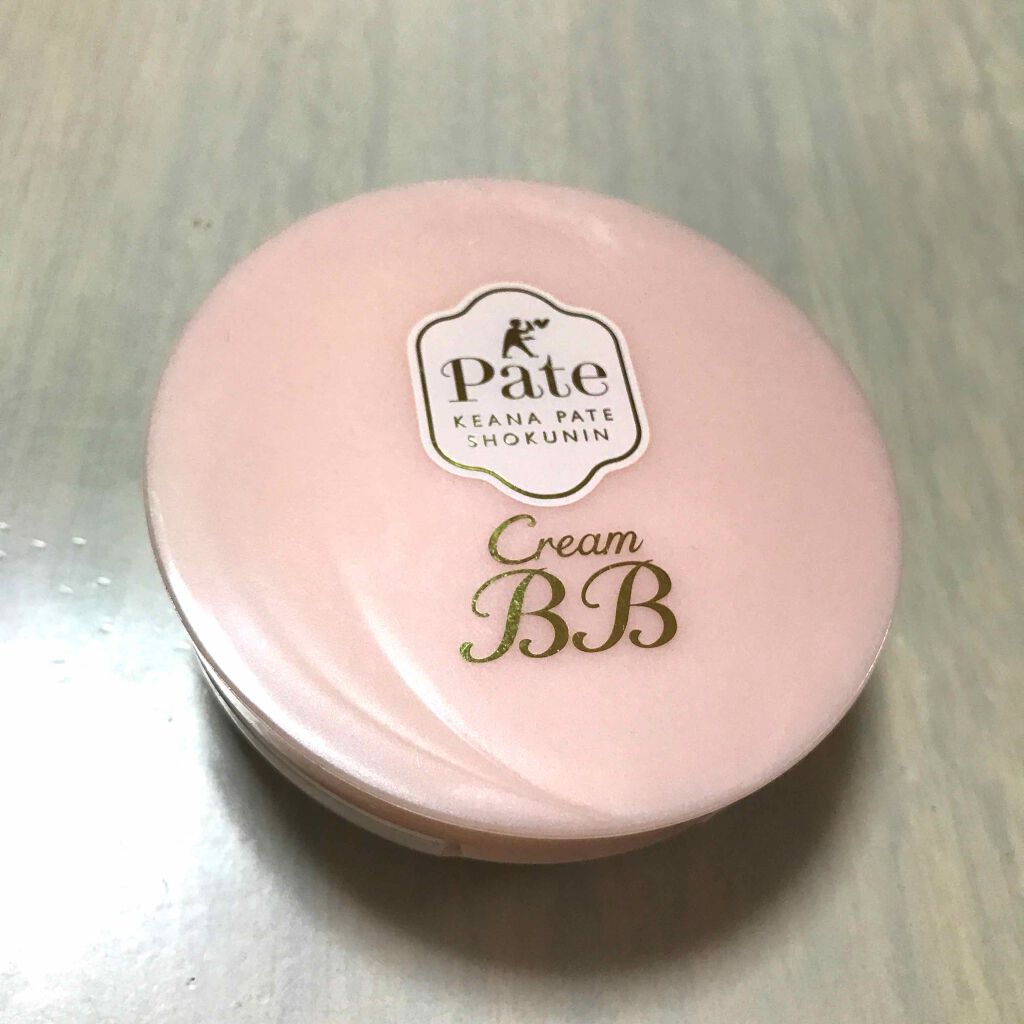 Pate
KEANA PATE
SHOKUNIN
Cream
BB